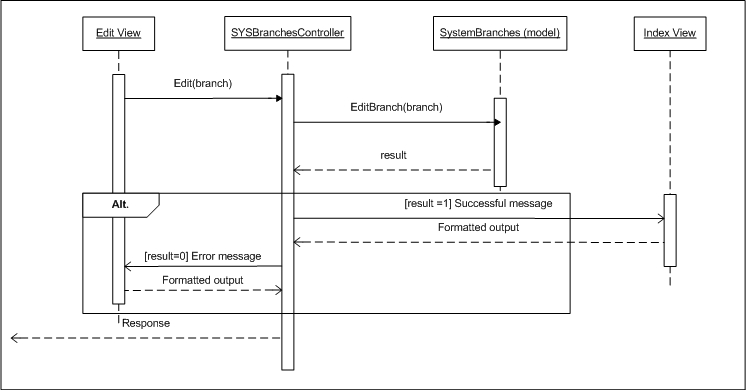 Edit View
SYSBranchesController
SystemBranches (model)
Index View
Edit(branch)
EditBranch(branch)
result
Alt.
[result =1] Successful message
Formatted output
[result=0] Error message
Formatted output
Response